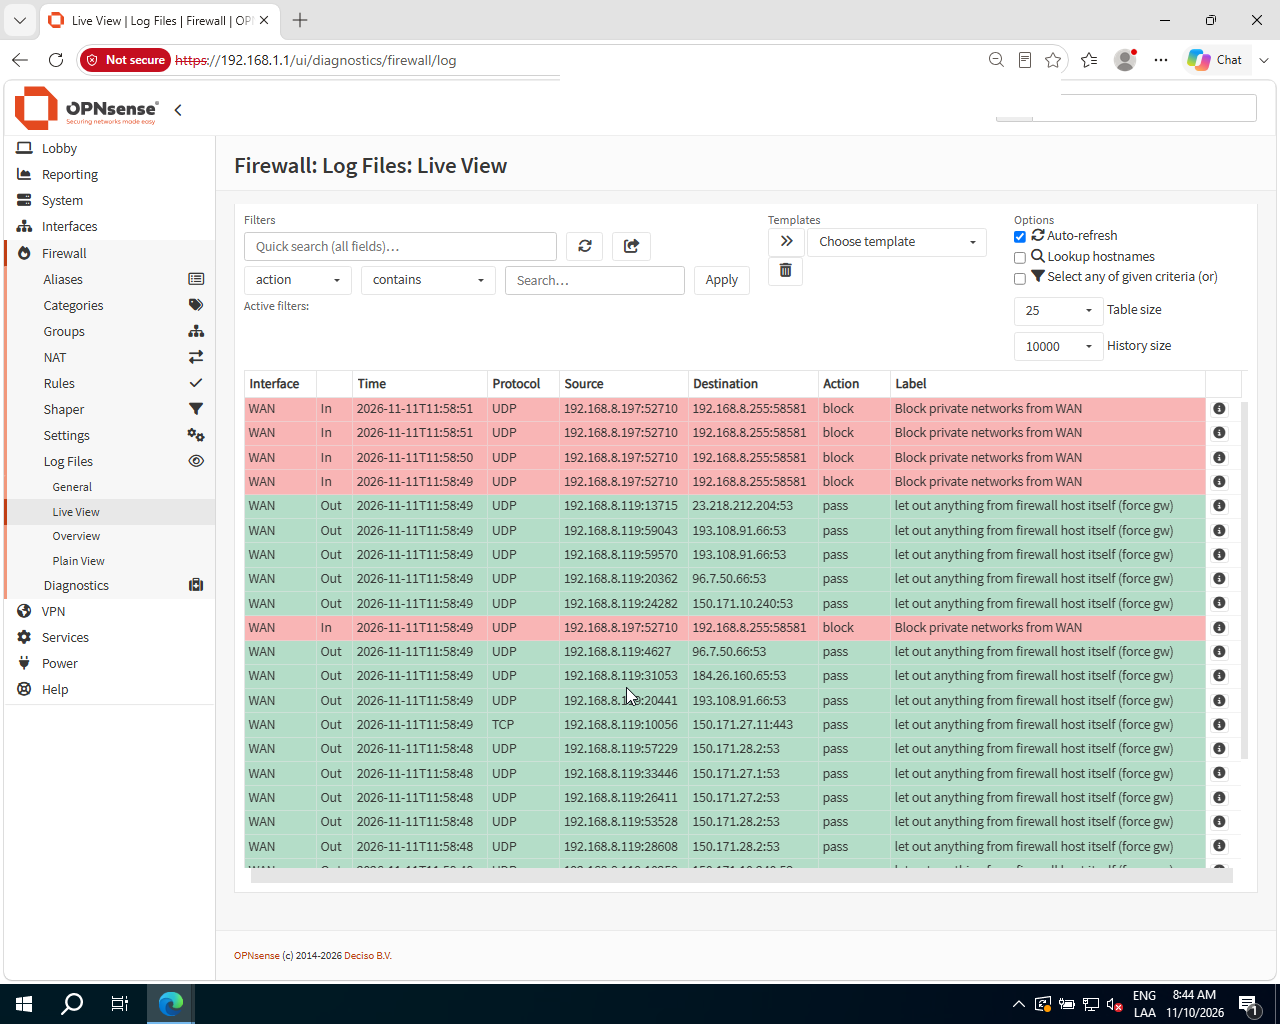 Live View | Log Files | Firewall | OP
Not secure
https://192.168.1.1/ui/diagnostics/firewall/log
Chat
OPNsense
Securing networks made easy
Lobby
Reporting
System
Interfaces
Firewall
Aliases
Categories
Groups
NAT
Rules
Shaper
Settings
Log Files
General
Live View
Overview
Plain View
Diagnostics
VPN
Services
Power
Help
Firewall: Log Files: Live View
Filters
Quick search (all fields)...
action
contains
Search...
Apply
Active filters:
Templates
Choose template
Options
Auto-refresh
Lookup hostnames
Select any of given criteria (or)
25 Table size
10000 History size
Interface Time Protocol Source Destination Action Label
WAN In 2026-11-11T11:58:51 UDP 192.168.8.197:52710 192.168.8.255:58581 block Block private networks from WAN
WAN In 2026-11-11T11:58:51 UDP 192.168.8.197:52710 192.168.8.255:58581 block Block private networks from WAN
WAN In 2026-11-11T11:58:50 UDP 192.168.8.197:52710 192.168.8.255:58581 block Block private networks from WAN
WAN In 2026-11-11T11:58:49 UDP 192.168.8.197:52710 192.168.8.255:58581 block Block private networks from WAN
WAN Out 2026-11-11T11:58:49 UDP 192.168.8.119:13715 23.218.212.204:53 pass let out anything from firewall host itself (force gw)
WAN Out 2026-11-11T11:58:49 UDP 192.168.8.119:59043 193.108.91.66:53 pass let out anything from firewall host itself (force gw)
WAN Out 2026-11-11T11:58:49 UDP 192.168.8.119:59570 193.108.91.66:53 pass let out anything from firewall host itself (force gw)
WAN Out 2026-11-11T11:58:49 UDP 192.168.8.119:20362 96.7.50.66:53 pass let out anything from firewall host itself (force gw)
WAN Out 2026-11-11T11:58:49 UDP 192.168.8.119:24282 150.171.10.240:53 pass let out anything from firewall host itself (force gw)
WAN In 2026-11-11T11:58:49 UDP 192.168.8.197:52710 192.168.8.255:58581 block Block private networks from WAN
WAN Out 2026-11-11T11:58:49 UDP 192.168.8.119:4627 96.7.50.66:53 pass let out anything from firewall host itself (force gw)
WAN Out 2026-11-11T11:58:49 UDP 192.168.8.119:31053 184.26.160.65:53 pass let out anything from firewall host itself (force gw)
WAN Out 2026-11-11T11:58:49 UDP 192.168.8.119:20441 193.108.91.66:53 pass let out anything from firewall host itself (force gw)
WAN Out 2026-11-11T11:58:49 TCP 192.168.8.119:10056 150.171.27.11:443 pass let out anything from firewall host itself (force gw)
WAN Out 2026-11-11T11:58:48 UDP 192.168.8.119:57229 150.171.28.2:53 pass let out anything from firewall host itself (force gw)
WAN Out 2026-11-11T11:58:48 UDP 192.168.8.119:33446 150.171.27.1:53 pass let out anything from firewall host itself (force gw)
WAN Out 2026-11-11T11:58:48 UDP 192.168.8.119:26411 150.171.27.2:53 pass let out anything from firewall host itself (force gw)
WAN Out 2026-11-11T11:58:48 UDP 192.168.8.119:53528 150.171.28.2:53 pass let out anything from firewall host itself (force gw)
WAN Out 2026-11-11T11:58:48 UDP 192.168.8.119:28608 150.171.28.2:53 pass let out anything from firewall host itself (force gw)
OPNsense (c) 2014-2026 Deciso B.V.
ENG
LAA
8:44 AM
11/10/2026
1